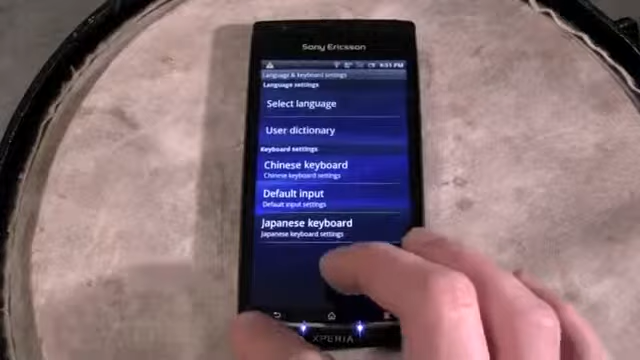 Sony Ericsson
Language & keyboard settings
Language settings
Select language
User dictionary
Keyboard settings
Chinese keyboard
Chinese keyboard settings
Default input
Default input settings
Japanese keyboard
Japanese keyboard settings
XPERIA